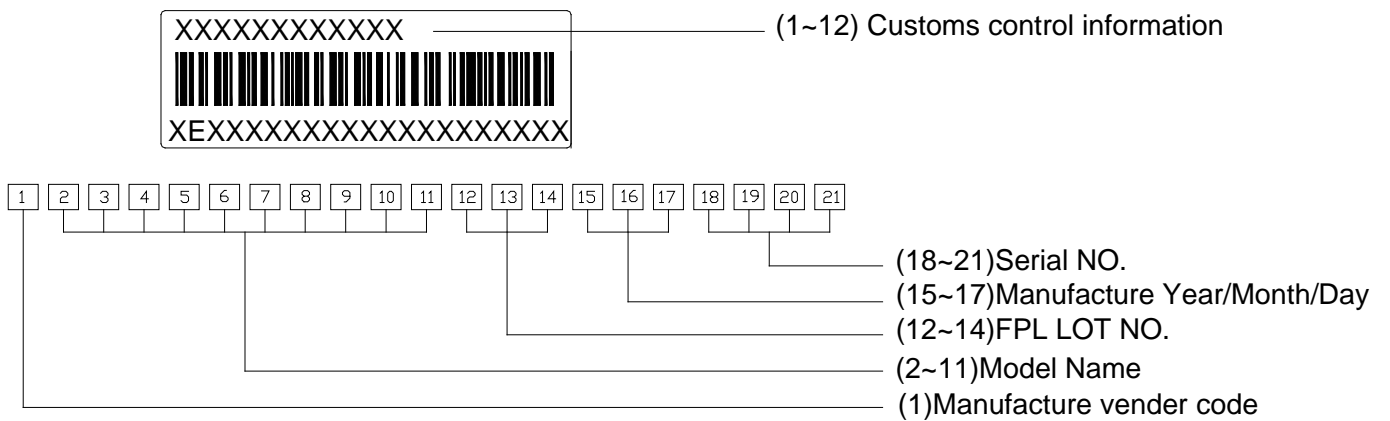 XXXXXXXXXXXX
(1~12) Customs control information
XEXXXXXXXXXXXXXXXXXXX
1 2 3 4 5 6 7 8 9 10 11 12 13 14 15 16 17 18 19 20 21
(18~21)Serial NO.
(15~17)Manufacture Year/Month/Day
(12~14)FPL LOT NO.
(2~11)Model Name
(1)Manufacture vender code